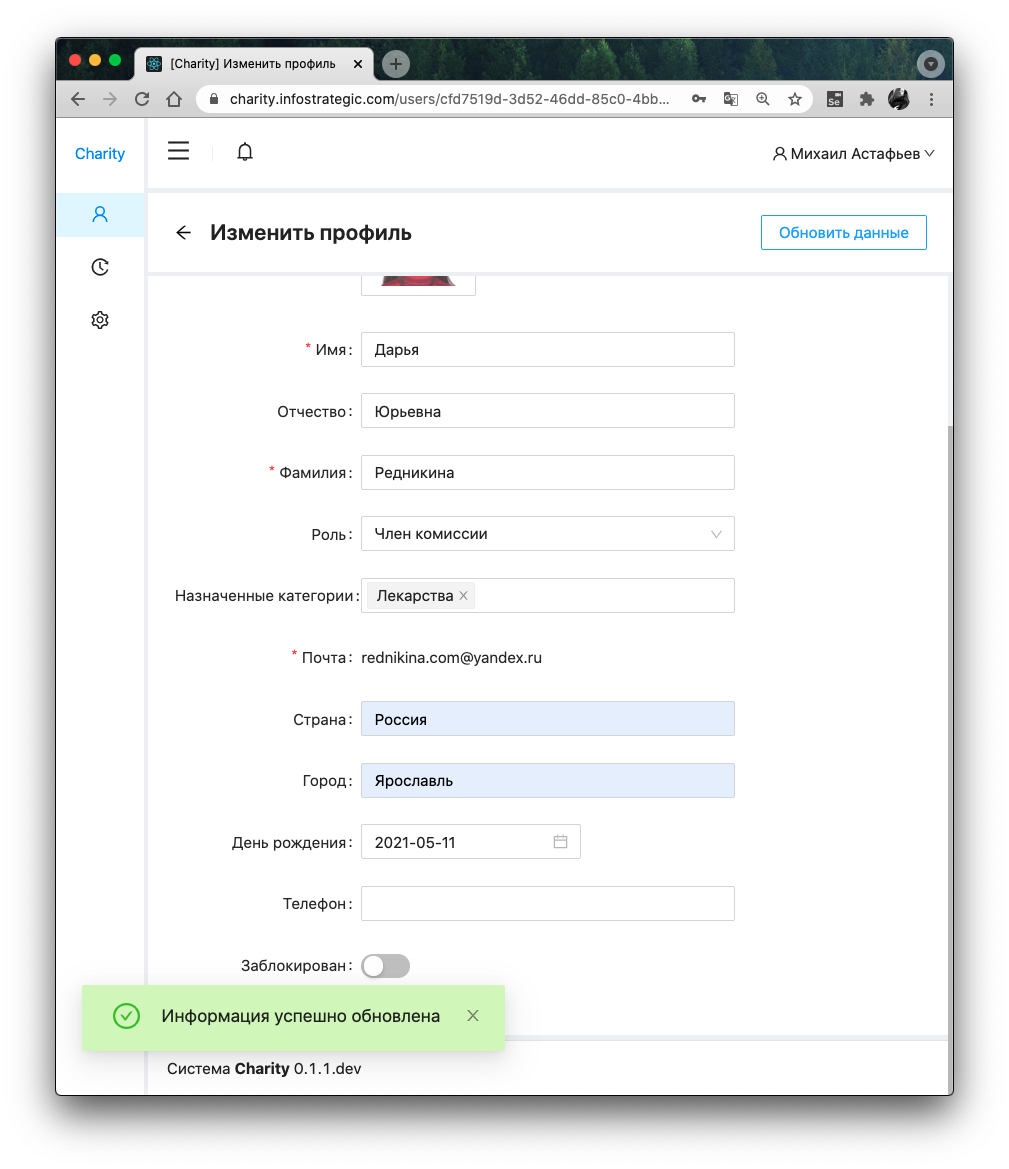 [Charity] Изменить профиль
charity.infostrategic.com/users/cfd7519d-3d52-46dd-85c0-4bb...
Se
Charity
Михаил Астафьев
Изменить профиль
Обновить данные
* Имя: Дарья
Отчество: Юрьевна
* Фамилия: Редникина
Роль: Член комиссии
Назначенные категории: Лекарства
* Почта: rednikina.com@yandex.ru
Страна: Россия
Город: Ярославль
День рождения: 2021-05-11
Телефон:
Заблокирован:
Информация успешно обновлена
Система Charity 0.1.1.dev